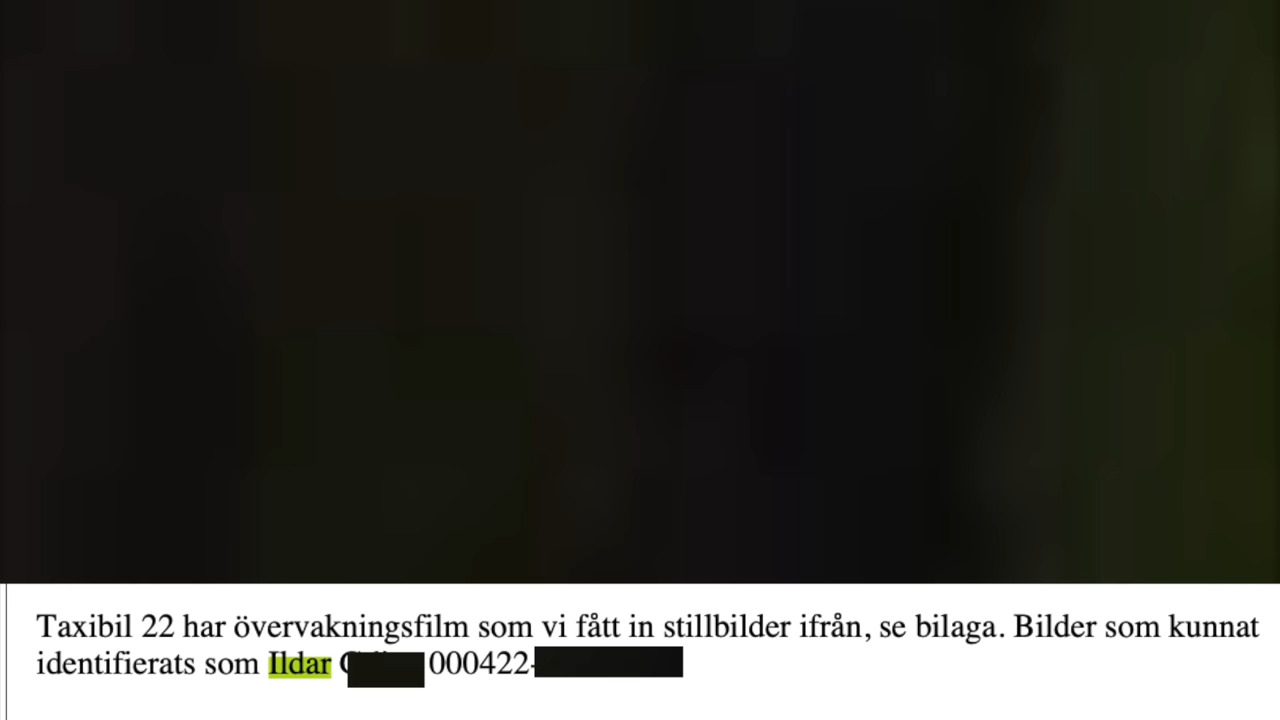 Taxibil 22 har övervakningsfilm som vi fått in stillbilder ifrån, se bilaga. Bilder som kunnat
identifierats som Ildar 000422-